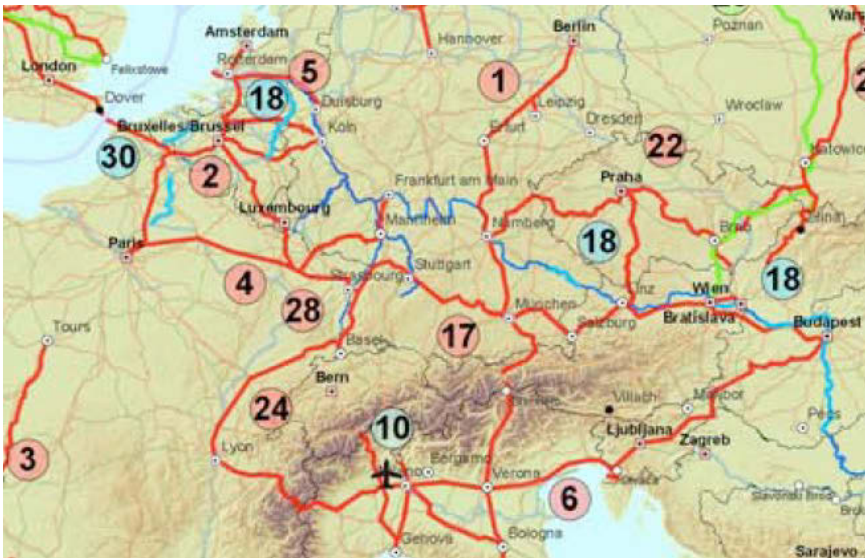 Amsterdam
Hannover
Berlin
Poznan
London
Felixstowe
Rotterdam
5
1
Dover
18
Duisburg
Leipzig
Dresden
Wroclaw
Bruxelles/Brussel
Köln
Erfurt
30
2
22
Katowice
Frankfurt am Main
Praha
Luxembourg
Mannheim
Nürnberg
18
Brno
Paris
4
Strasbourg
Stuttgart
18
28
Wien
München
Bratislava
Budapest
Tours
17
Salzburg
Basel
Bern
24
Villach
Maribor
10
Ljubljana
Pecs
Lyon
Bergamo
Zagreb
3
Verona
6
Slavonski Brod
Genova
Bologna
Sarajevo